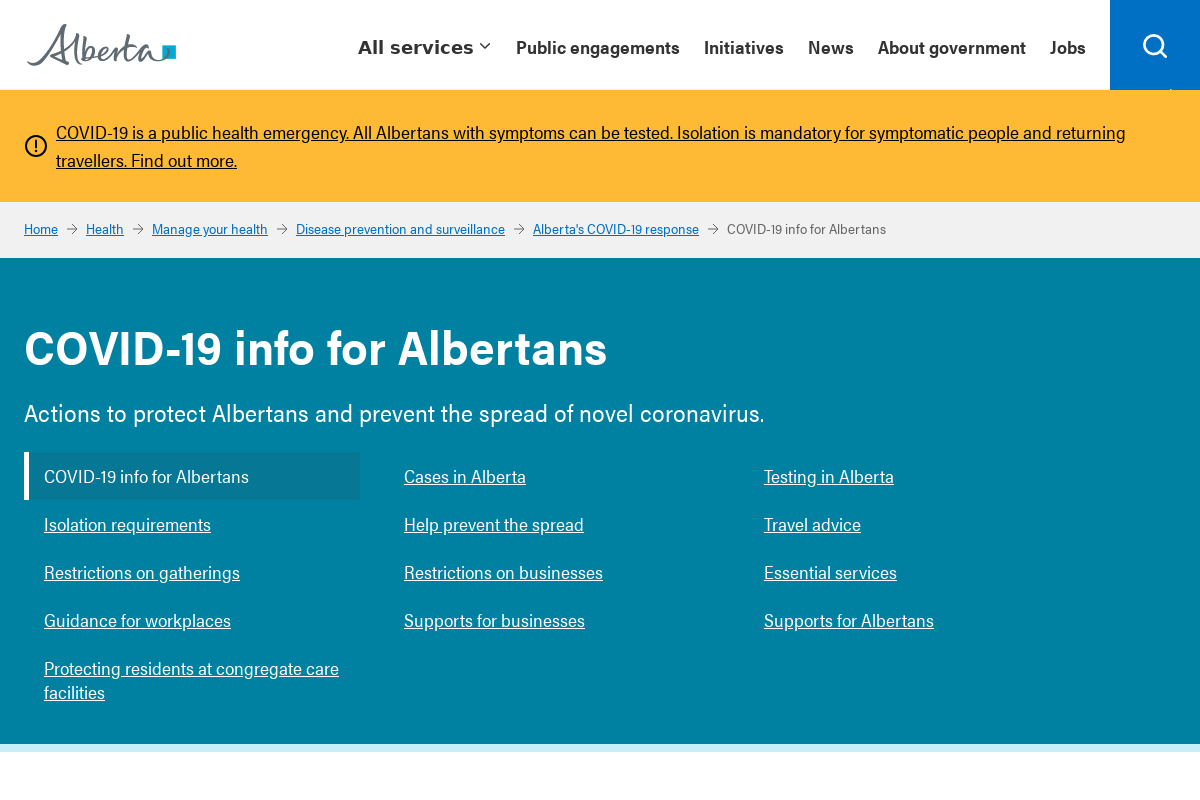 Alberta
All services
Public engagements
Initiatives
News
About government
Jobs
COVID-19 is a public health emergency. All Albertans with symptoms can be tested. Isolation is mandatory for symptomatic people and returning
travellers. Find out more.
Home
Health
Manage your health
Disease prevention and surveillance
Alberta's COVID-19 response
COVID-19 info for Albertans
COVID-19 info for Albertans
Actions to protect Albertans and prevent the spread of novel coronavirus.
COVID-19 info for Albertans
Cases in Alberta
Testing in Alberta
Isolation requirements
Help prevent the spread
Travel advice
Restrictions on gatherings
Restrictions on businesses
Essential services
Guidance for workplaces
Supports for businesses
Supports for Albertans
Protecting residents at congregate care
facilities